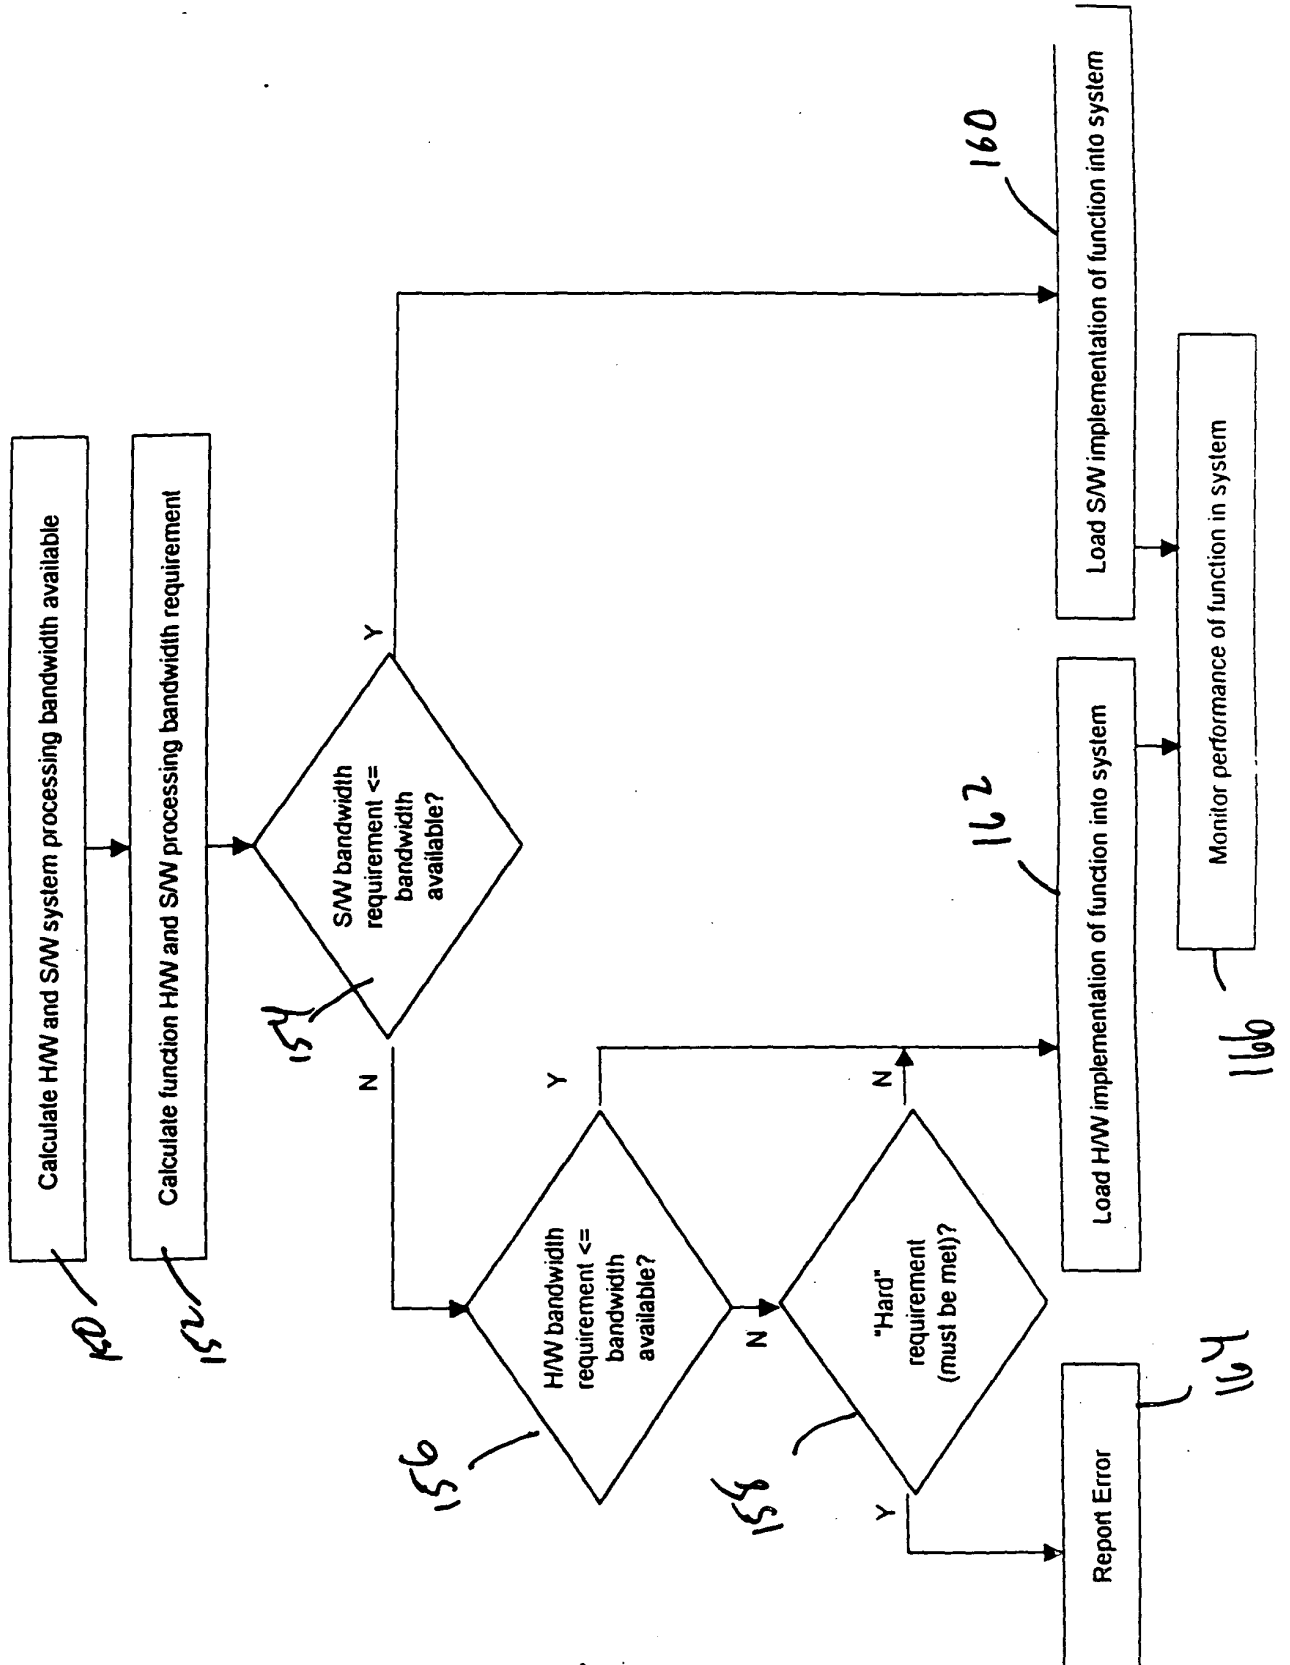 Calculate H/W and S/W system processing bandwidth available
150
Calculate function H/W and S/W processing bandwidth requirement
152
S/W bandwidth
requirement <=
bandwidth
available?
154
Y
N
H/W bandwidth
requirement <=
bandwidth
available?
156
Y
N
"Hard"
requirement
(must be met)?
158
N
Y
Report Error
164
Load H/W implementation of function into system
162
Load S/W implementation of function into system
160
Monitor performance of function in system
166